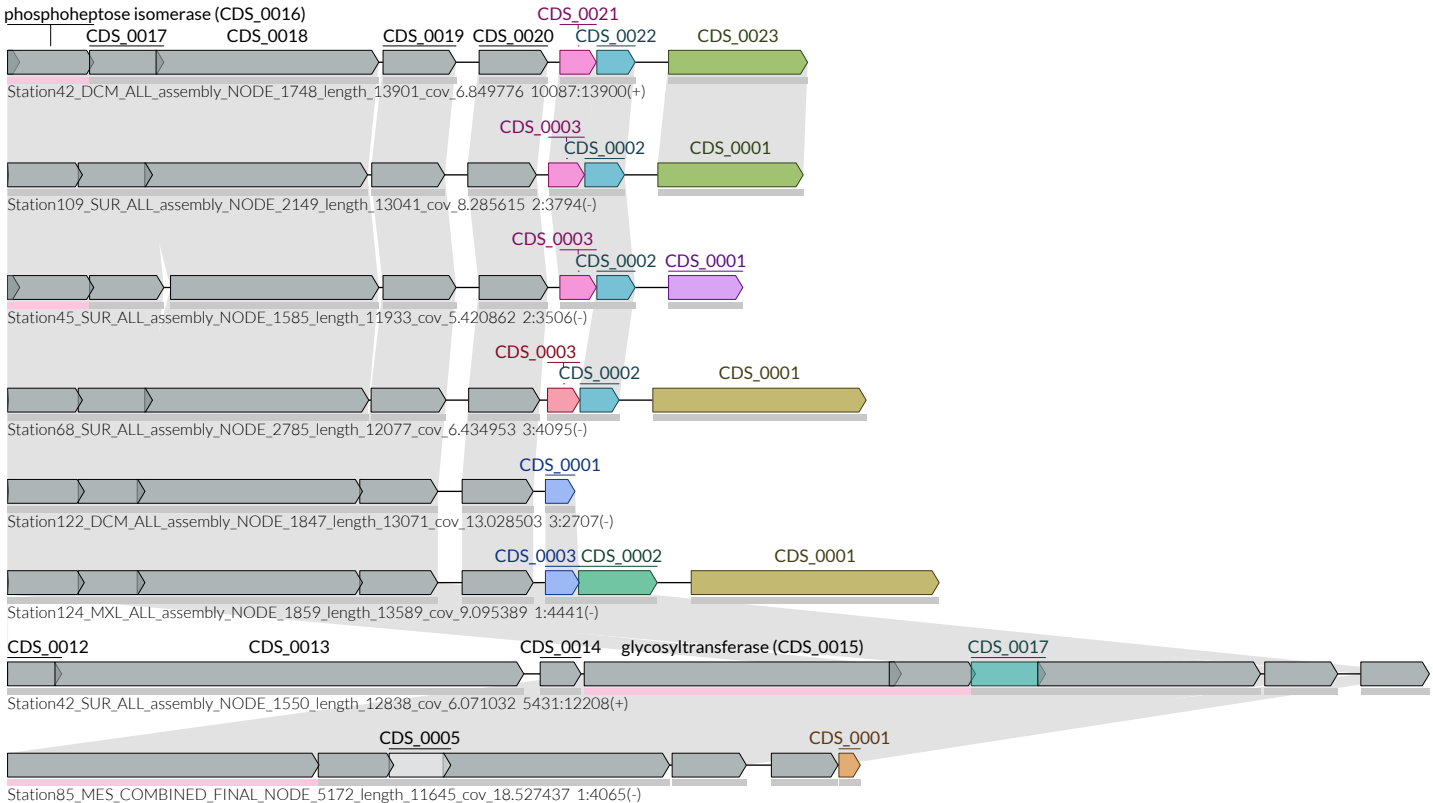 phosphoheptose isomerase (CDS_0016) CDS_0021
CDS_0017 CDS_0018 CDS_0019 CDS_0020 CDS_0022 CDS_0023
Station42_DCM_ALL_assembly_NODE_1748_length_13901_cov_6.849776 10087:13900(+)
CDS_0003
CDS_0002 CDS_0001
Station109_SUR_ALL_assembly_NODE_2149_length_13041_cov_8.285615 2:3794(-)
CDS_0003
CDS_0002 CDS_0001
Station45_SUR_ALL_assembly_NODE_1585_length_11933_cov_5.420862 2:3506(-)
CDS_0003
CDS_0002 CDS_0001
Station68_SUR_ALL_assembly_NODE_2785_length_12077_cov_6.434953 3:4095(-)
CDS_0001
Station122_DCM_ALL_assembly_NODE_1847_length_13071_cov_13.028503 3:2707(-)
CDS_0003 CDS_0002 CDS_0001
Station124_MXL_ALL_assembly_NODE_1859_length_13589_cov_9.095389 1:4441(-)
CDS_0012 CDS_0013 CDS_0014 glycosyltransferase (CDS_0015) CDS_0017
Station42_SUR_ALL_assembly_NODE_1550_length_12838_cov_6.071032 5431:12208(+)
CDS_0005 CDS_0001
Station85_MES_COMBINED_FINAL_NODE_5172_length_11645_cov_18.527437 1:4065(-)